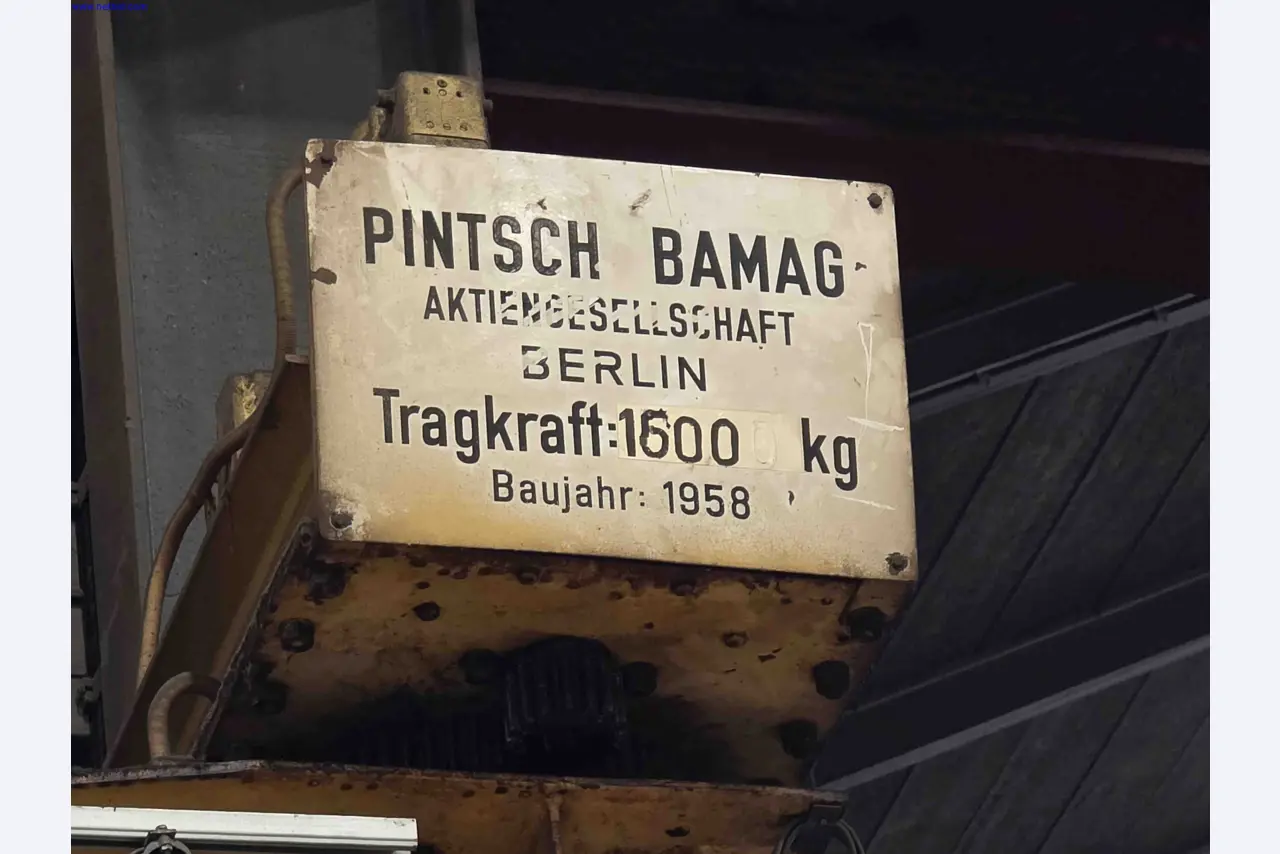 PINTSCH BAMAG
AKTIENGESELLSCHAFT
BERLIN
Tragkraft: 1600 kg
Baujahr: 1958